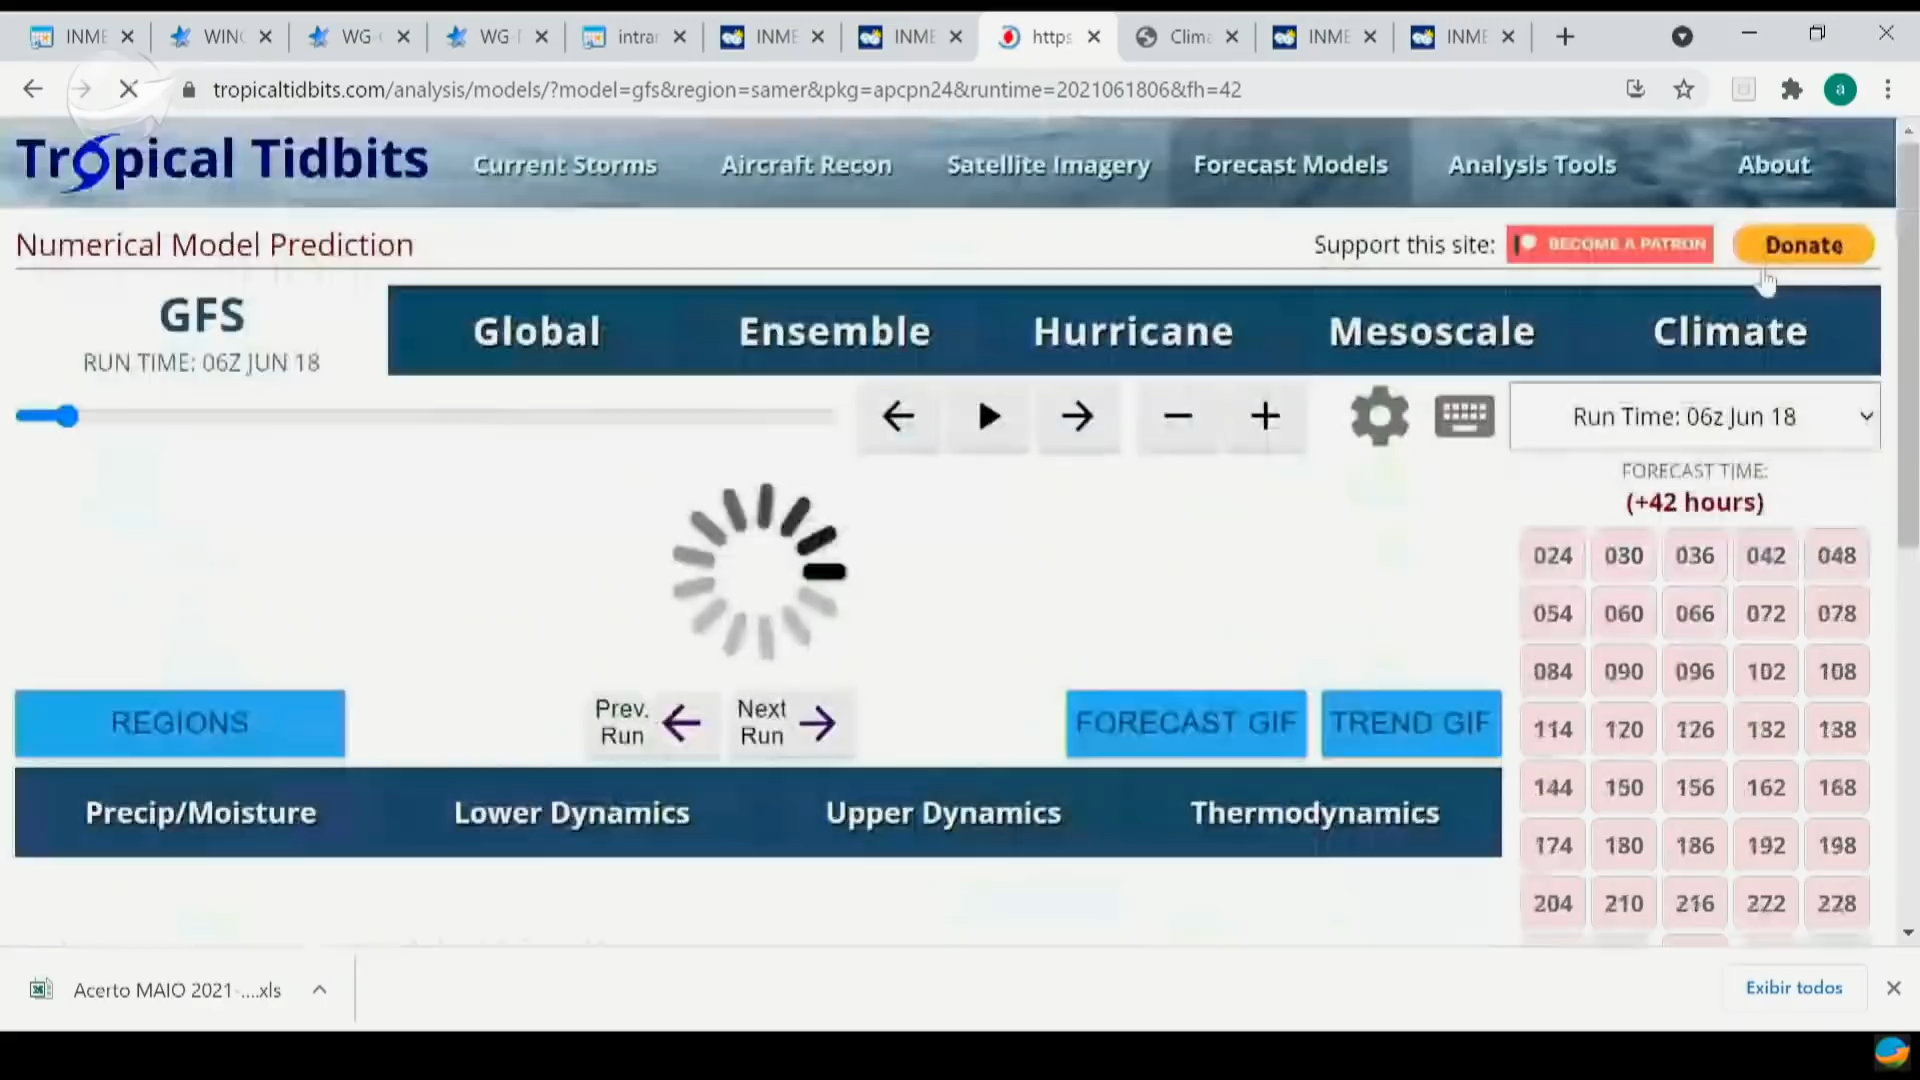 INME WIN WG WG intra INME INME https Clima INME INME
tropicaltidbits.com/analysis/models/?model=gfs&region=samer&pkg=apcpn24&runtime=2021061806&fh=42 a
Tropical Tidbits Current Storms Aircraft Recon Satellite Imagery Forecast Models Analysis Tools About
Numerical Model Prediction Support this site: BECOME A PATRON Donate
GFS Global Ensemble Hurricane Mesoscale Climate
RUN TIME: 06Z JUN 18
Run Time: 06z Jun 18
FORECAST TIME:
(+42 hours)
024 030 036 042 048
054 060 066 072 078
084 090 096 102 108
114 120 126 132 138
144 150 156 162 168
174 180 186 192 198
204 210 216 222 228
REGIONS Prev. Run Next Run FORECAST GIF TREND GIF
Precip/Moisture Lower Dynamics Upper Dynamics Thermodynamics
Acerto MAIO 2021 -....xls Exibir todos